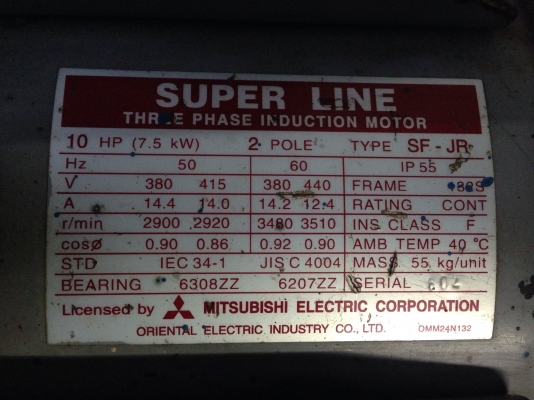 SUPER LINE
THREE PHASE INDUCTION MOTOR
10 HP (7.5 kW) 2 POLE TYPE SF-JR
Hz 50 60 IP 55
V 380 415 380 440 FRAME 132S
A 14.4 14.0 14.2 12.4 RATING CONT
r/min 2900 2920 3480 3510 INS CLASS F
cosø 0.90 0.86 0.92 0.90 AMB TEMP 40 °C
STD IEC 34-1 JIS C 4004 MASS 55 kg/unit
BEARING 6308ZZ 6207ZZ SERIAL
Licensed by MITSUBISHI ELECTRIC CORPORATION
ORIENTAL ELECTRIC INDUSTRY CO., LTD. OMM24N132